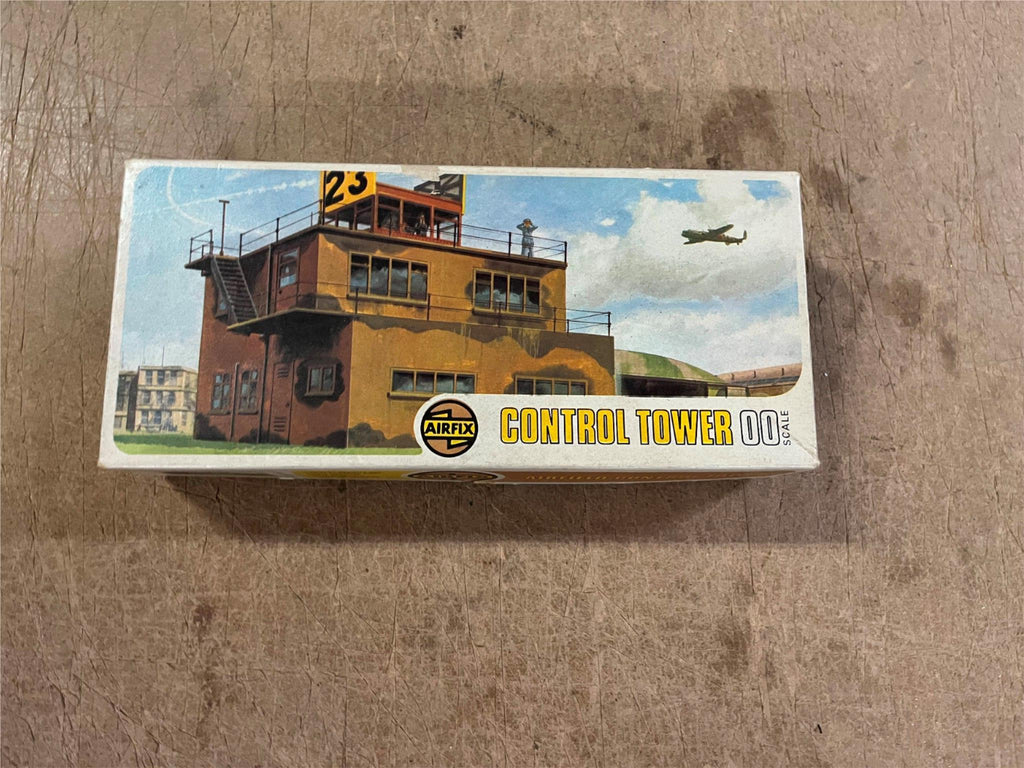 23
AIRFIX
CONTROL TOWER 00 SCALE